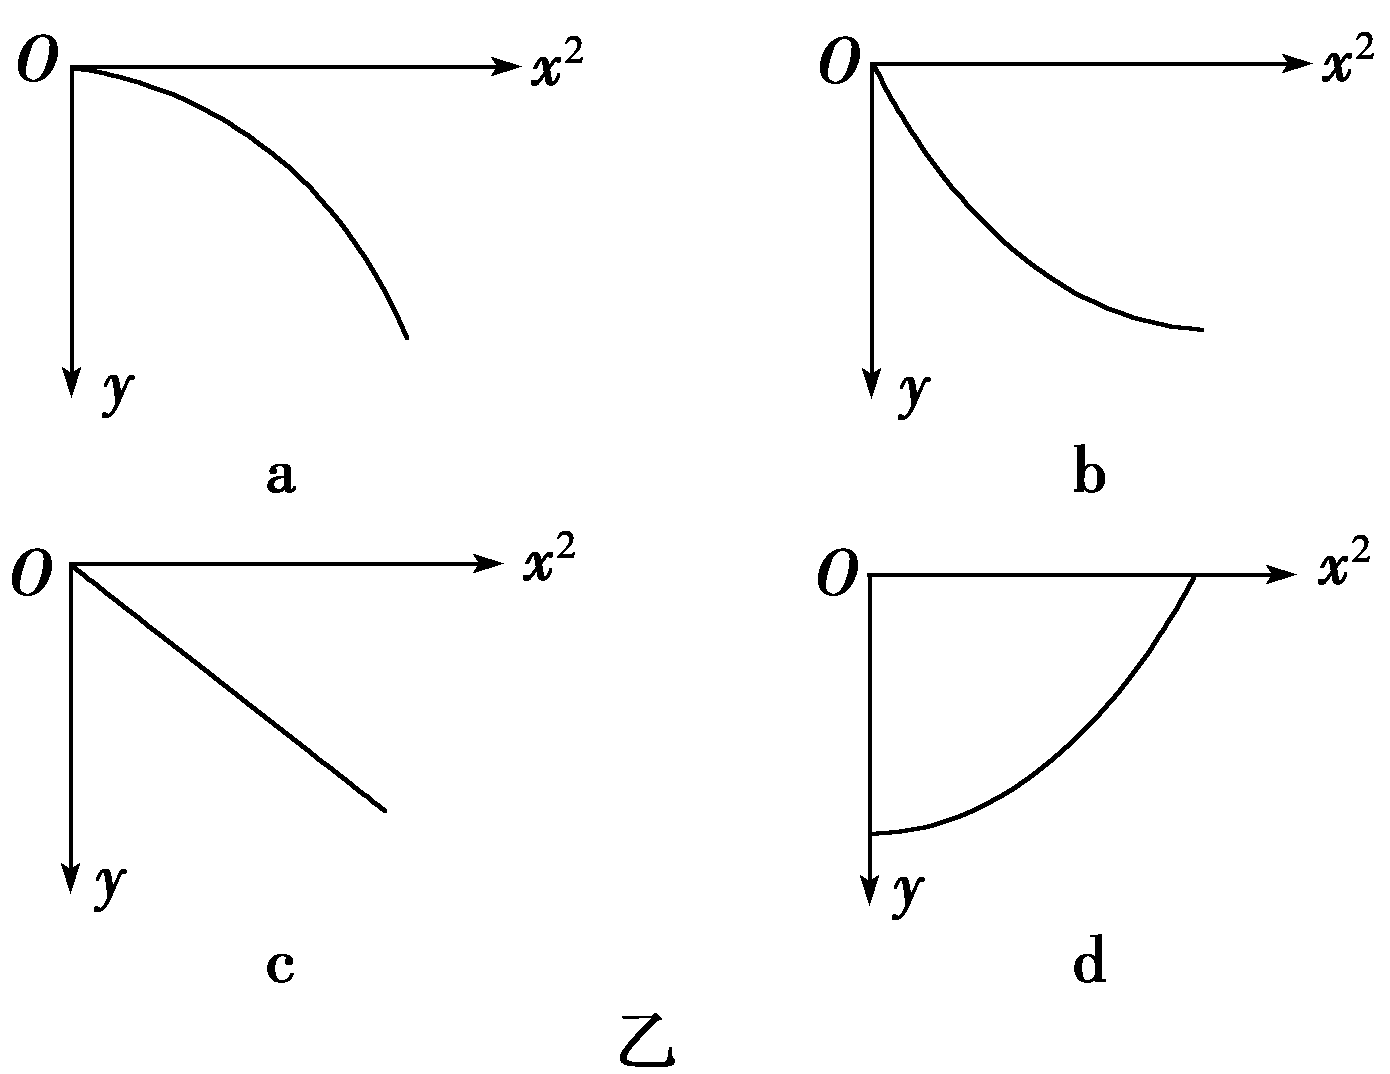 O x² O x²
y y
a b
O x² O x²
y y
c d
乙